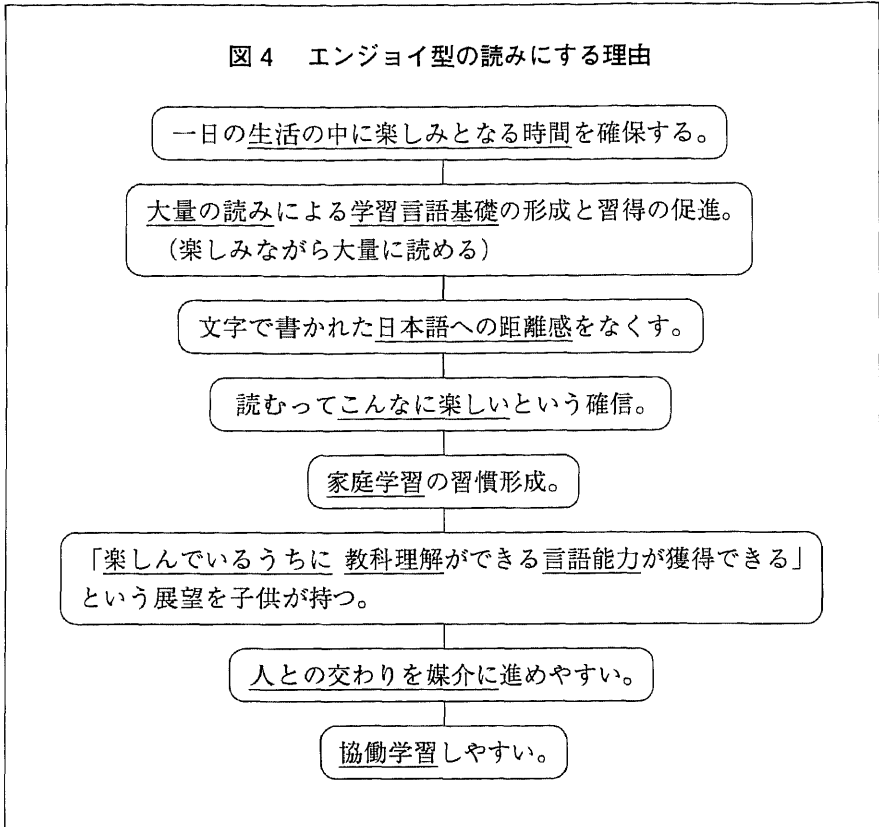 図4　エンジョイ型の読みにする理由
一日の生活の中に楽しみとなる時間を確保する。
大量の読みによる学習言語基礎の形成と習得の促進。
（楽しみながら大量に読める）
文字で書かれた日本語への距離感をなくす。
読むってこんなに楽しいという確信。
家庭学習の習慣形成。
「楽しんでいるうちに 教科理解ができる言語能力が獲得できる」
という展望を子供が持つ。
人との交わりを媒介に進めやすい。
協働学習しやすい。